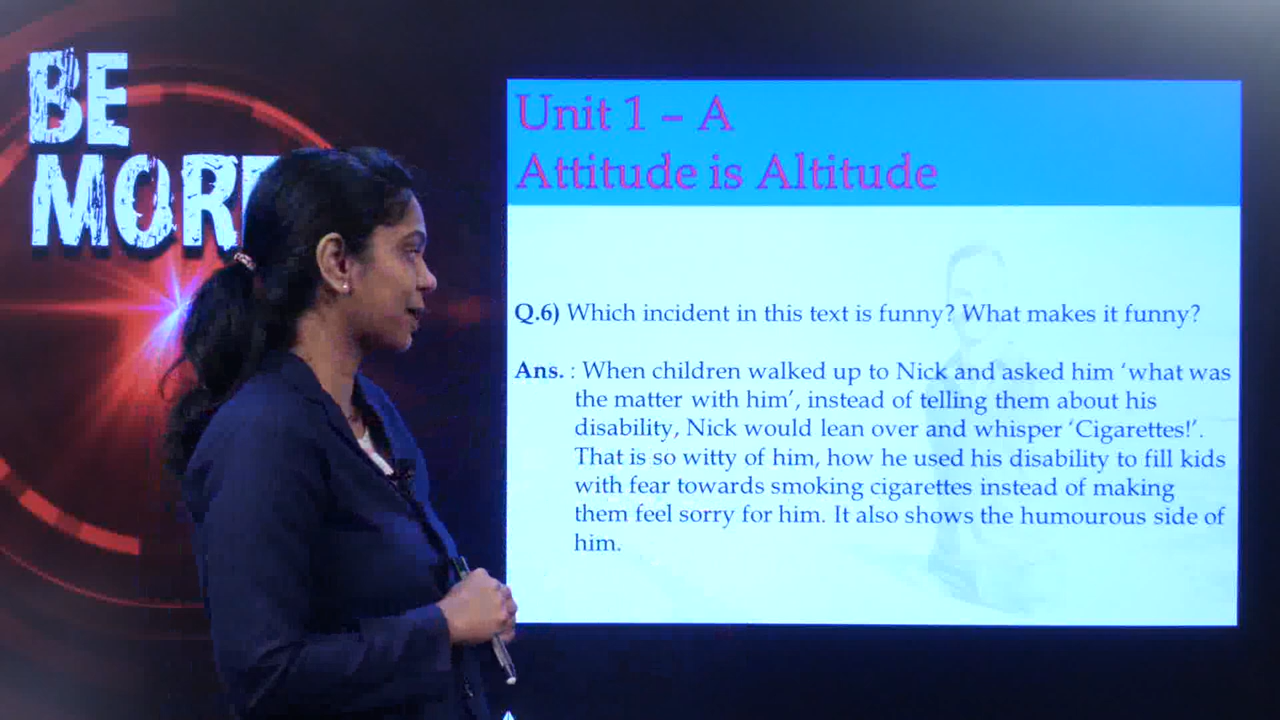 BE
MORE
Unit 1 – A
Attitude is Altitude
Q.6) Which incident in this text is funny? What makes it funny?
Ans. : When children walked up to Nick and asked him ‘what was
the matter with him’, instead of telling them about his
disability, Nick would lean over and whisper ‘Cigarettes!’.
That is so witty of him, how he used his disability to fill kids
with fear towards smoking cigarettes instead of making
them feel sorry for him. It also shows the humourous side of
him.